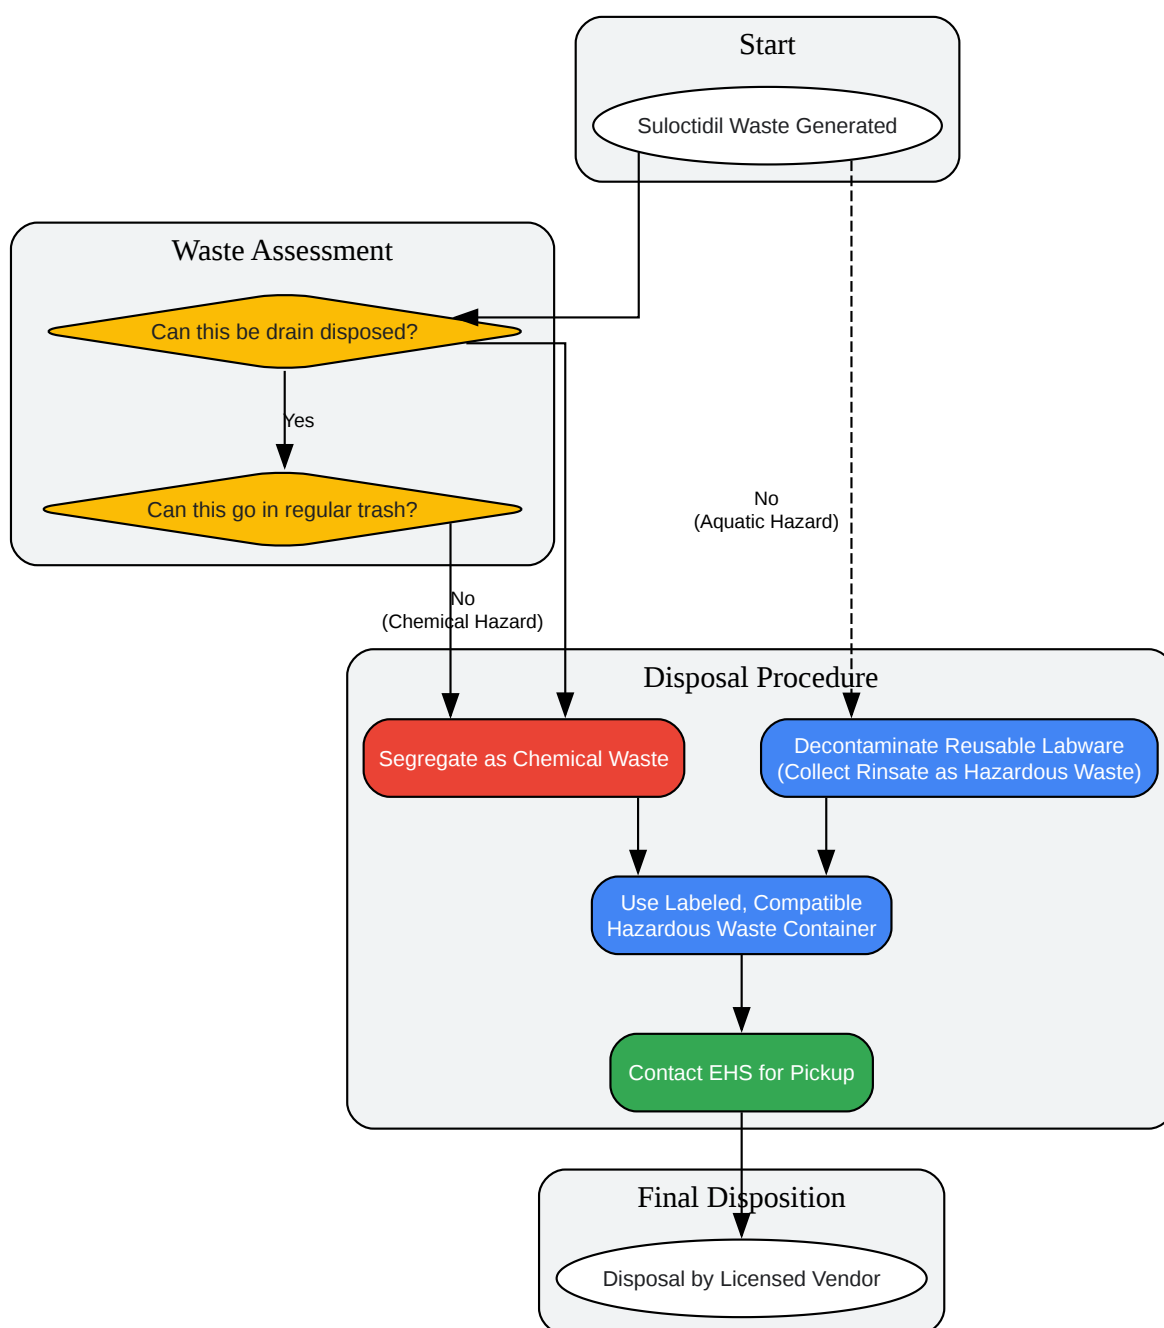 Start
Suloctidil Waste Generated
Waste Assessment
Can this be drain disposed?
Yes
Can this go in regular trash?
No
(Aquatic Hazard)
No
(Chemical Hazard)
Disposal Procedure
Segregate as Chemical Waste
Decontaminate Reusable Labware
(Collect Rinsate as Hazardous Waste)
Use Labeled, Compatible
Hazardous Waste Container
Contact EHS for Pickup
Final Disposition
Disposal by Licensed Vendor